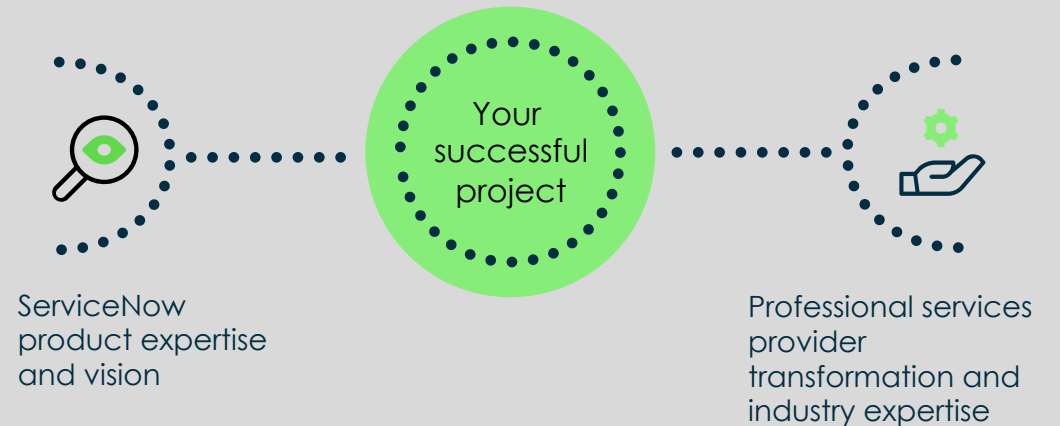 Your
successful
project
ServiceNow
product expertise
and vision
Professional services
provider
transformation and
industry expertise